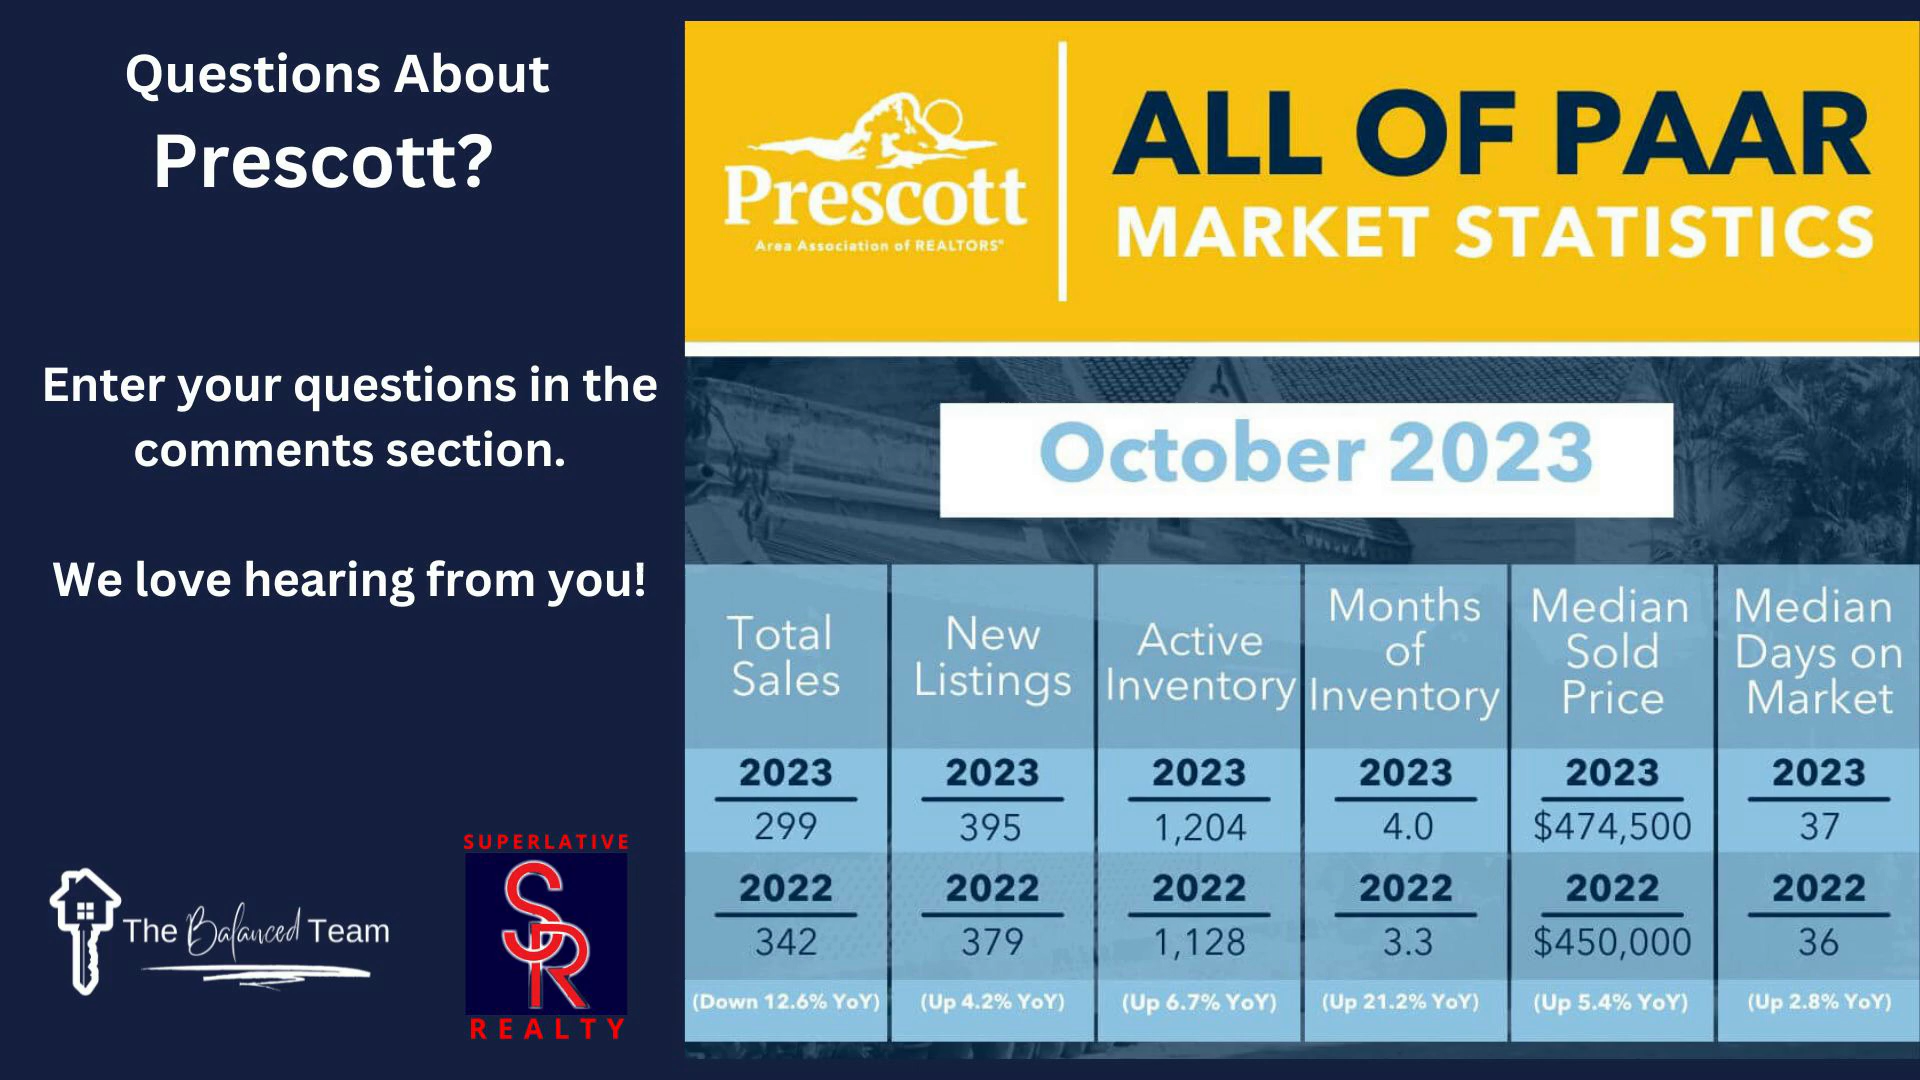 Questions About
Prescott?
Enter your questions in the
comments section.
We love hearing from you!
The Balanced Team
SUPERLATIVE
SR
REALTY
Prescott
Area Association of REALTORS®
ALL OF PAAR
MARKET STATISTICS
October 2023
Total
Sales
2023
299
2022
342
(Down 12.6% YoY)
New
Listings
2023
395
2022
379
(Up 4.2% YoY)
Active
Inventory
2023
1,204
2022
1,128
(Up 6.7% YoY)
Months
of
Inventory
2023
4.0
2022
3.3
(Up 21.2% YoY)
Median
Sold
Price
2023
$474,500
2022
$450,000
(Up 5.4% YoY)
Median
Days on
Market
2023
37
2022
36
(Up 2.8% YoY)